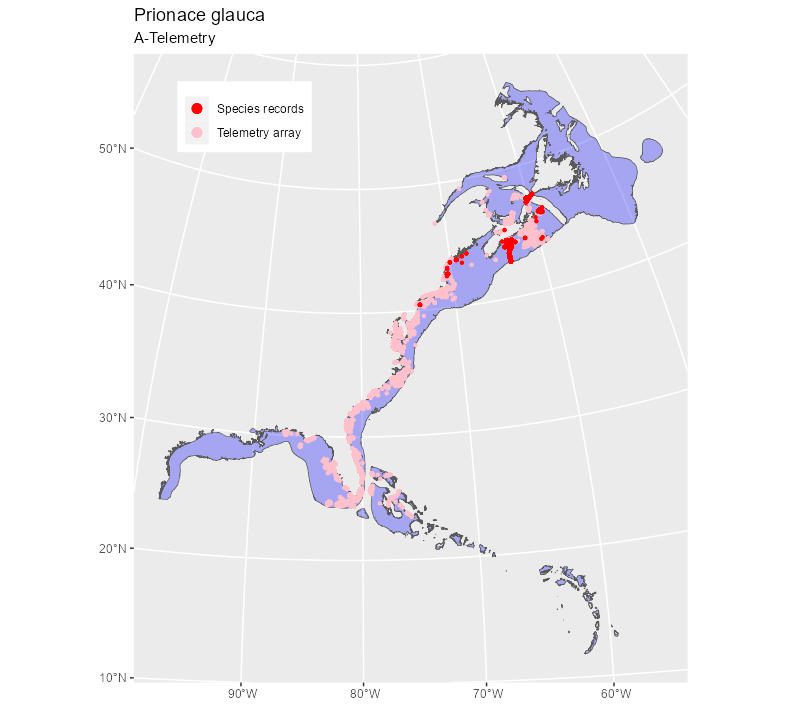 Prionace glauca
A-Telemetry
Species records
Telemetry array
50°N
40°N
30°N
20°N
10°N
90°W
80°W
70°W
60°W